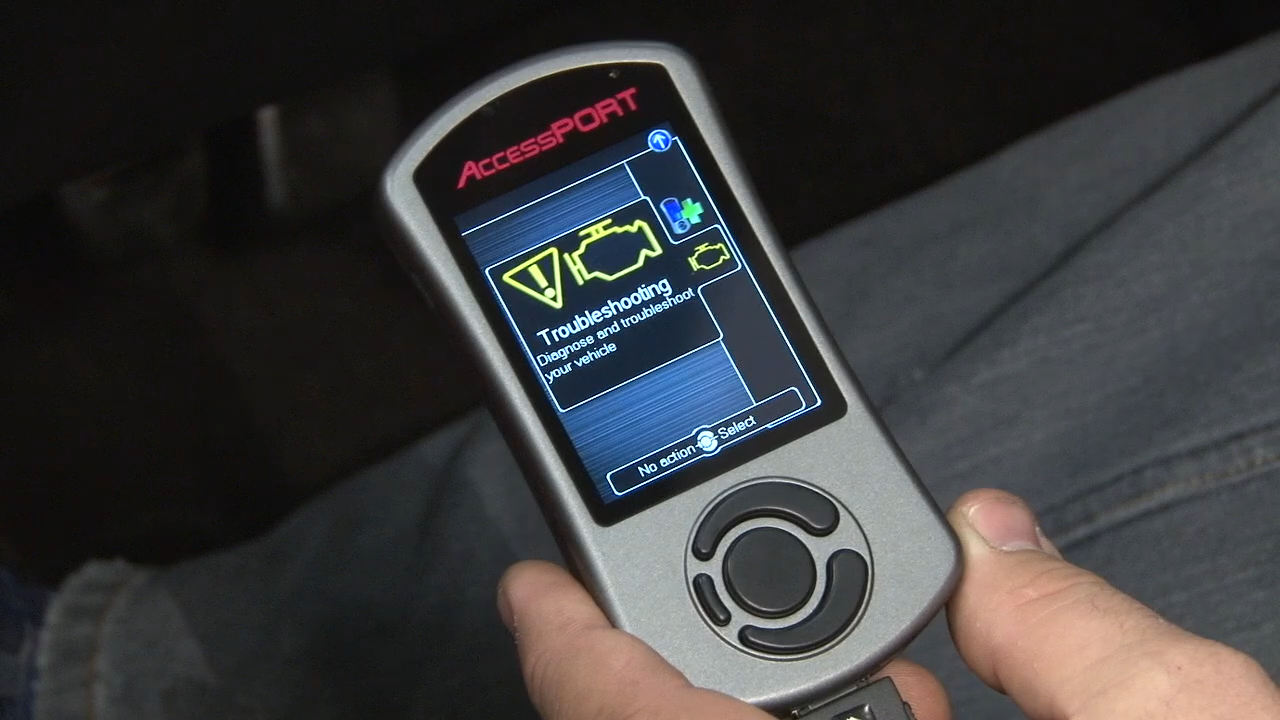 AccessPORT
Troubleshooting
Diagnose and troubleshoot
your vehicle
No action Select